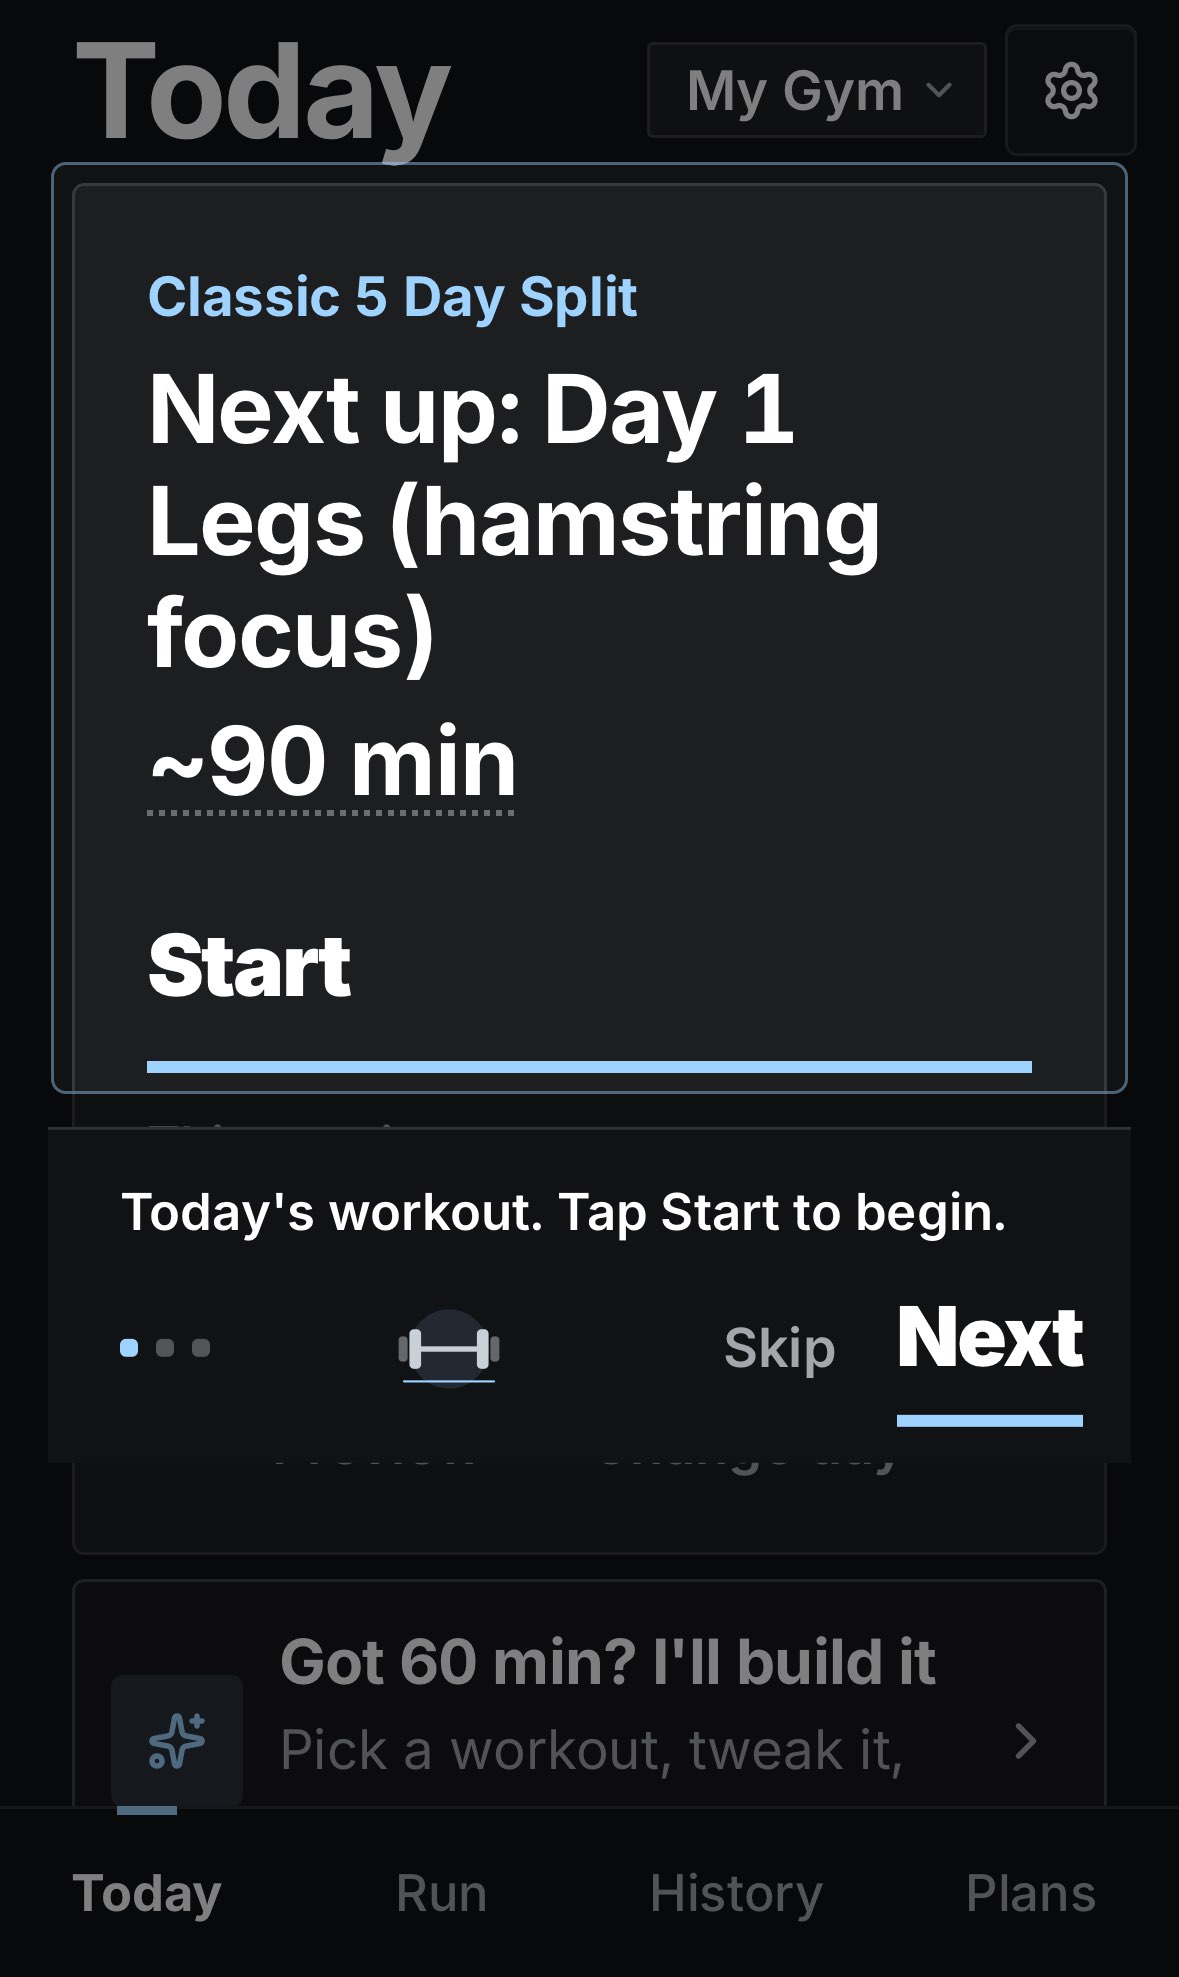 Today
My Gym
Classic 5 Day Split
Next up: Day 1
Legs (hamstring
focus)
~90 min
Start
Today's workout. Tap Start to begin.
Skip
Next
Got 60 min? I'll build it
Pick a workout, tweak it,
Today
Run
History
Plans